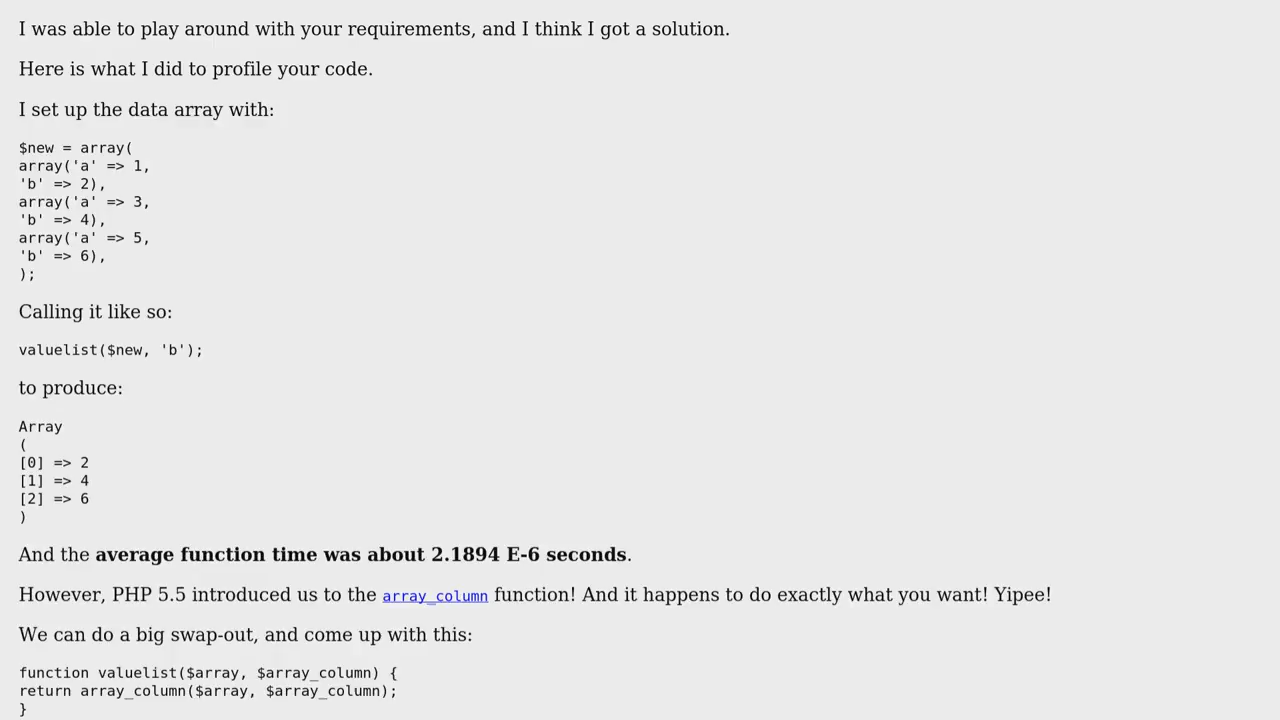 I was able to play around with your requirements, and I think I got a solution.
Here is what I did to profile your code.
I set up the data array with:
$new = array(
array('a' => 1,
'b' => 2),
array('a' => 3,
'b' => 4),
array('a' => 5,
'b' => 6),
);
Calling it like so:
valuelist($new, 'b');
to produce:
Array
(
[0] => 2
[1] => 4
[2] => 6
)
And the average function time was about 2.1894 E-6 seconds.
However, PHP 5.5 introduced us to the array_column function! And it happens to do exactly what you want! Yipee!
We can do a big swap-out, and come up with this:
function valuelist($array, $array_column) {
return array_column($array, $array_column);
}